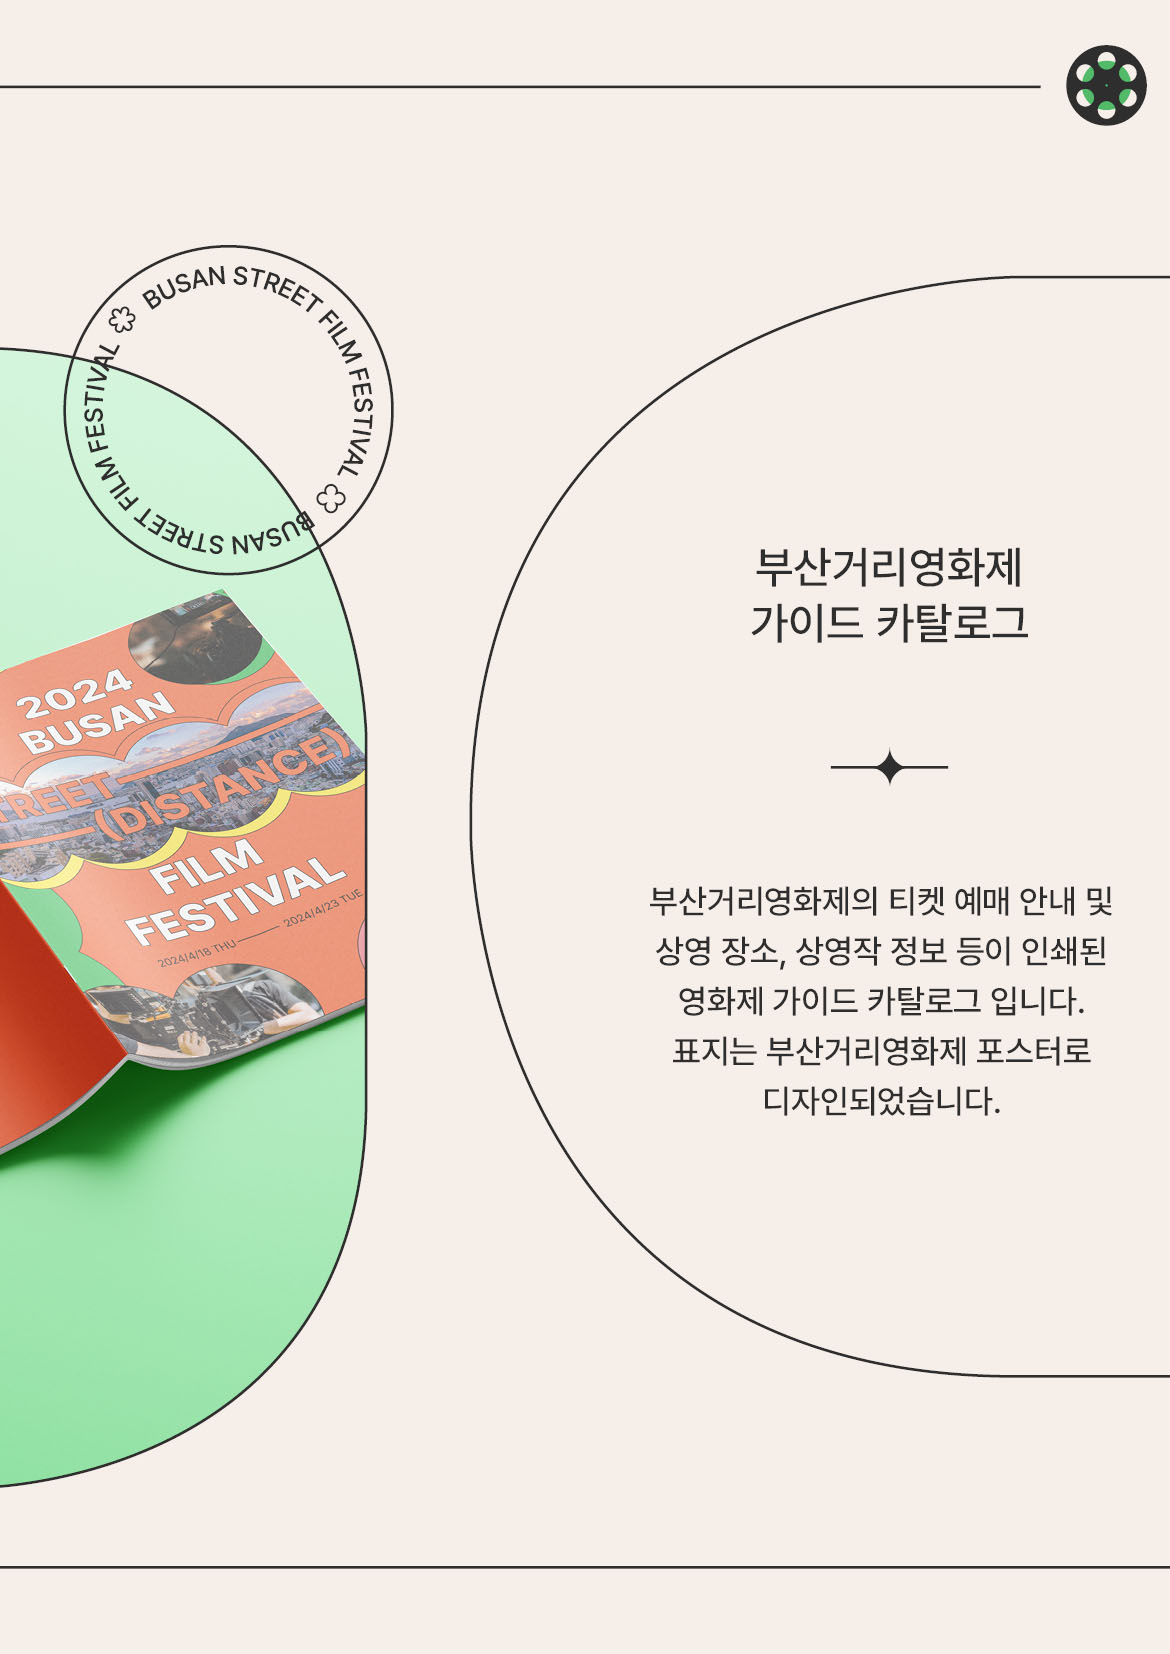 BUSAN STREET FILM FESTIVAL
BUSAN STREET FILM FESTIVAL
2024
BUSAN
TREET
(DISTANCE)
FILM
FESTIVAL
2024/4/18 THU
2024/4/23 TUE
부산거리영화제
가이드 카탈로그
부산거리영화제의 티켓 예매 안내 및
상영 장소, 상영작 정보 등이 인쇄된
영화제 가이드 카탈로그 입니다.
표지는 부산거리영화제 포스터로
디자인되었습니다.